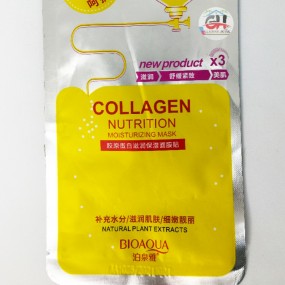 new product x3
滋润 舒缓紧致 美肌
COLLAGEN
NUTRITION
MOISTURIZING MASK
胶原蛋白滋润保湿面膜贴
补充水分/滋润肌肤/细嫩靓丽
NATURAL PLANT EXTRACTS
BIOAQUA
泊泉雅